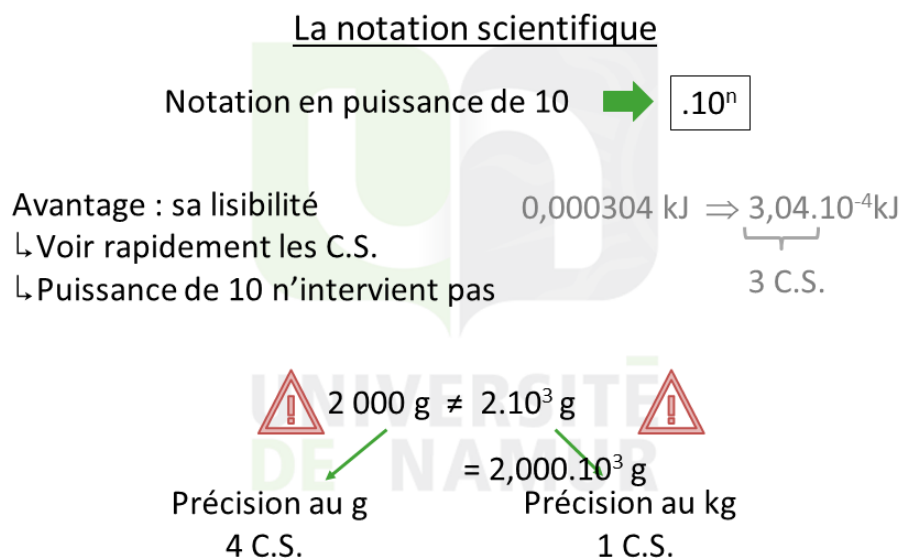 La notation scientifique
Notation en puissance de 10 .10ⁿ
Avantage : sa lisibilité
↳Voir rapidement les C.S.
↳Puissance de 10 n’intervient pas
0,000304 kJ ⇒ 3,04.10⁻⁴kJ
3 C.S.
2 000 g ≠ 2.10³ g
= 2,000.10³ g
Précision au g
4 C.S.
Précision au kg
1 C.S.
UNIVERSITÉ
DE NAMUR